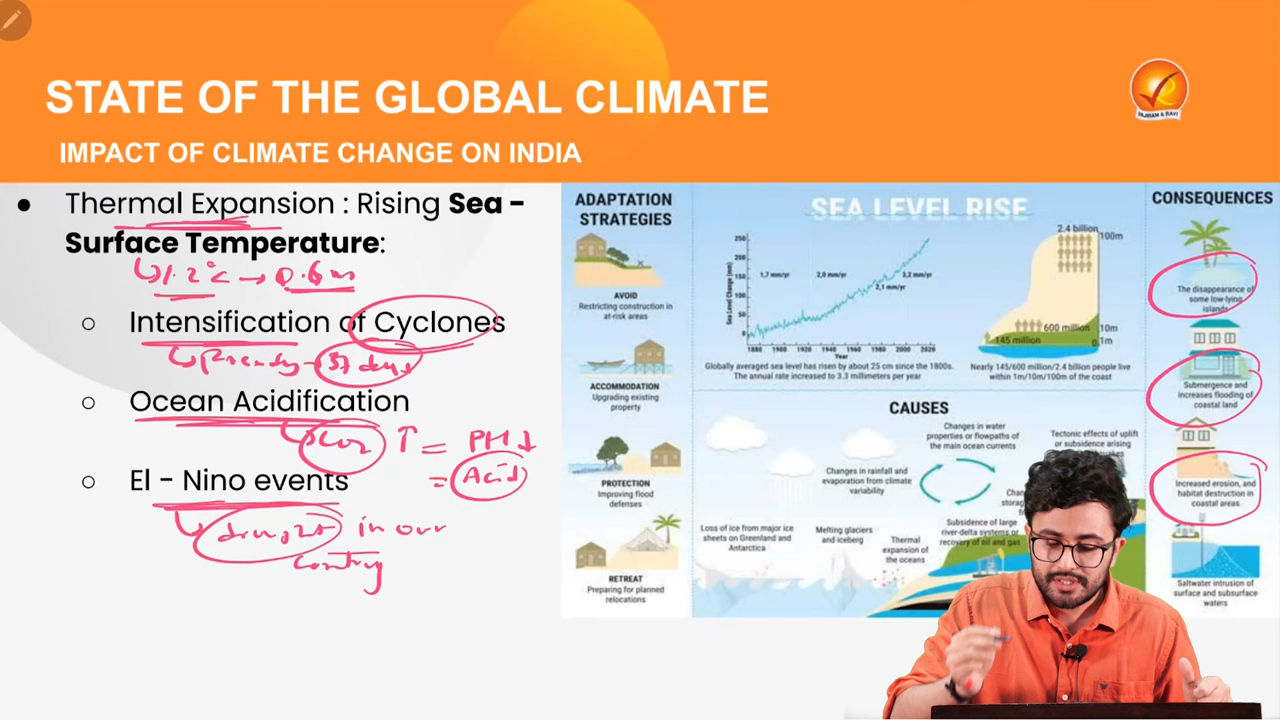 STATE OF THE GLOBAL CLIMATE
IMPACT OF CLIMATE CHANGE ON INDIA
VAJIRAM & RAVI
● Thermal Expansion : Rising Sea –
Surface Temperature:
1.2°C → 0.6m
○ Intensification of Cyclones
37 days
○ Ocean Acidification
↑ = PH↓
= Acid
○ El – Nino events
in our
ADAPTATION
STRATEGIES
AVOID
Restricting construction in
at-risk areas
ACCOMMODATION
Upgrading existing
property
PROTECTION
Improving flood
defenses
RETREAT
Preparing for planned
relocations
SEA LEVEL RISE
Sea Level Change (mm)
250
200
150
100
50
0
1,7 mm/yr
2,0 mm/yr
3,2 mm/yr
2,1 mm/yr
1880 1900 1920 1940 1960 1980 2000 2020
Year
Globally averaged sea level has risen by about 25 cm since the 1800s.
The annual rate increased to 3.3 millimeters per year
2.4 billion
100m
600 million
10m
145 million
1m
Nearly 145/600 million/2.4 billion people live
within 1m/10m/100m of the coast
CAUSES
Loss of ice from major ice
sheets on Greenland and
Antarctica
Melting glaciers
and iceberg
Changes in rainfall and
evaporation from climate
variability
Thermal
expansion of
the oceans
Changes in water
properties or flowpaths of
the main ocean currents
Subsidence of large
river-delta systems or
recovery of oil and gas
Tectonic effects of uplift
or subsidence arising
CONSEQUENCES
The disappearance of
some low-lying
islands
Submergence and
increases flooding of
coastal land
Increased erosion, and
habitat destruction in
coastal areas
Saltwater intrusion of
surface and subsurface
waters